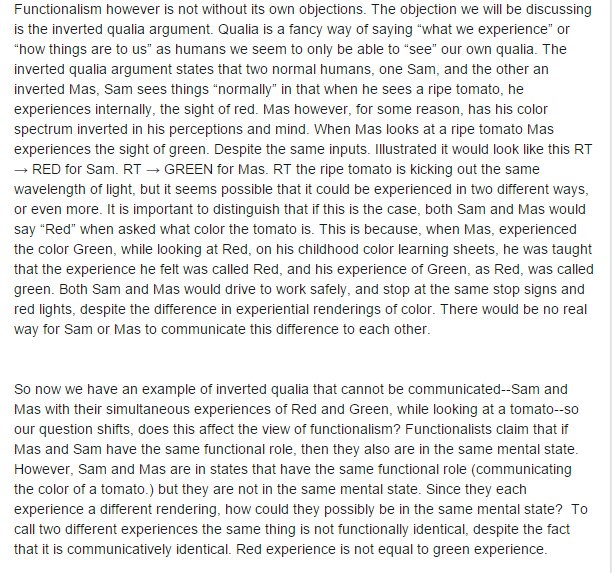 Functionalism however is not without its own objections. The objection we will be discussing
is the inverted qualia argument. Qualia is a fancy way of saying “what we experience” or
“how things are to us” as humans we seem to only be able to “see” our own qualia. The
inverted qualia argument states that two normal humans, one Sam, and the other an
inverted Mas, Sam sees things “normally” in that when he sees a ripe tomato, he
experiences internally, the sight of red. Mas however, for some reason, has his color
spectrum inverted in his perceptions and mind. When Mas looks at a ripe tomato Mas
experiences the sight of green. Despite the same inputs. Illustrated it would look like this RT
→ RED for Sam. RT → GREEN for Mas. RT the ripe tomato is kicking out the same
wavelength of light, but it seems possible that it could be experienced in two different ways,
or even more. It is important to distinguish that if this is the case, both Sam and Mas would
say “Red” when asked what color the tomato is. This is because, when Mas, experienced
the color Green, while looking at Red, on his childhood color learning sheets, he was taught
that the experience he felt was called Red, and his experience of Green, as Red, was called
green. Both Sam and Mas would drive to work safely, and stop at the same stop signs and
red lights, despite the difference in experiential renderings of color. There would be no real
way for Sam or Mas to communicate this difference to each other.
So now we have an example of inverted qualia that cannot be communicated--Sam and
Mas with their simultaneous experiences of Red and Green, while looking at a tomato--so
our question shifts, does this affect the view of functionalism? Functionalists claim that if
Mas and Sam have the same functional role, then they also are in the same mental state.
However, Sam and Mas are in states that have the same functional role (communicating
the color of a tomato.) but they are not in the same mental state. Since they each
experience a different rendering, how could they possibly be in the same mental state?  To
call two different experiences the same thing is not functionally identical, despite the fact
that it is communicatively identical. Red experience is not equal to green experience.